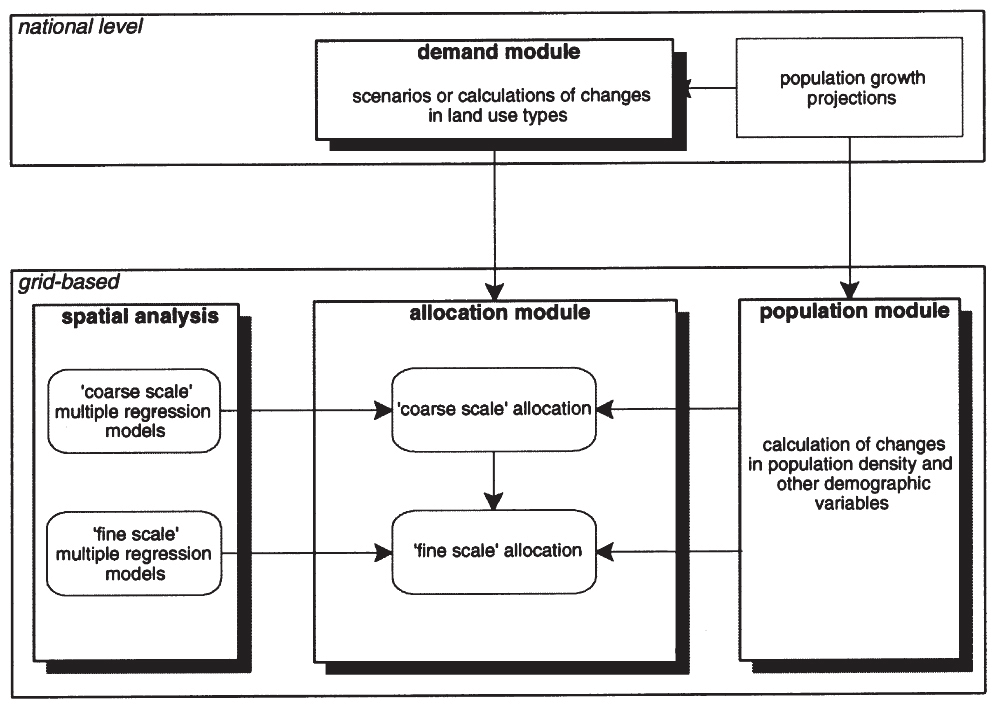 national level
demand module
scenarios or calculations of changes
in land use types
population growth
projections
grid-based
spatial analysis
'coarse scale'
multiple regression
models
'fine scale'
multiple regression
models
allocation module
'coarse scale' allocation
'fine scale' allocation
population module
calculation of changes
in population density and
other demographic
variables